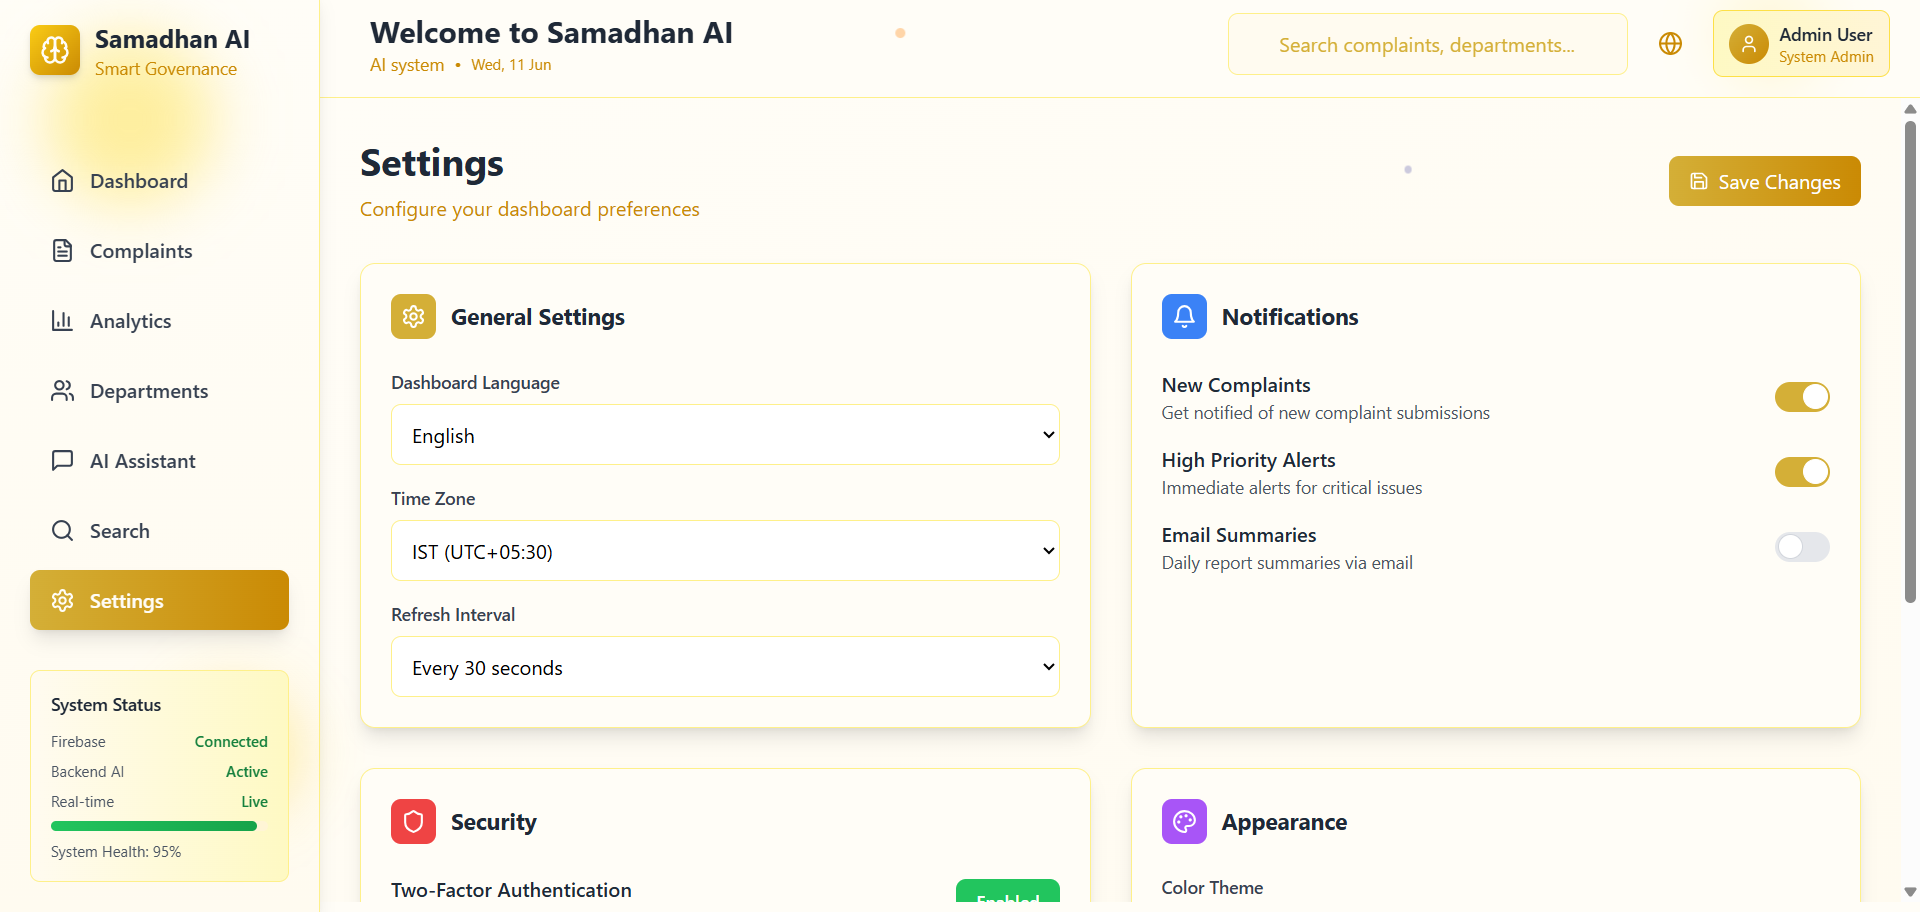 Samadhan AI
Smart Governance
Dashboard
Complaints
Analytics
Departments
AI Assistant
Search
Settings
System Status
Firebase Connected
Backend AI Active
Real-time Live
System Health: 95%
Welcome to Samadhan AI
AI system • Wed, 11 Jun
Search complaints, departments...
Admin User
System Admin
Settings
Configure your dashboard preferences
Save Changes
General Settings
Dashboard Language
English
Time Zone
IST (UTC+05:30)
Refresh Interval
Every 30 seconds
Notifications
New Complaints
Get notified of new complaint submissions
High Priority Alerts
Immediate alerts for critical issues
Email Summaries
Daily report summaries via email
Security
Two-Factor Authentication
Enabled
Appearance
Color Theme